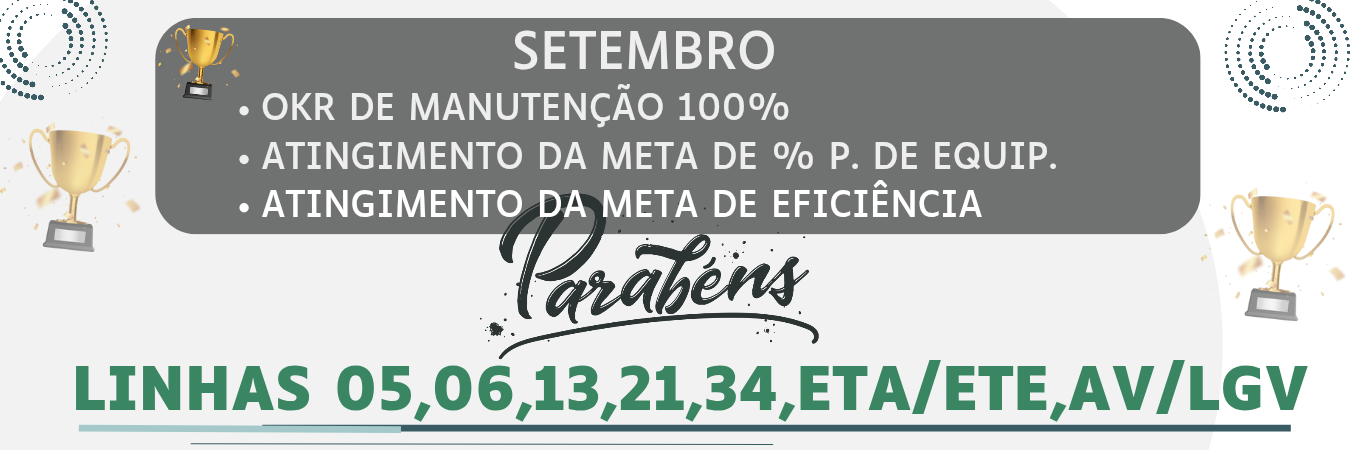 SETEMBRO
• OKR DE MANUTENÇÃO 100%
• ATINGIMENTO DA META DE % P. DE EQUIP.
• ATINGIMENTO DA META DE EFICIÊNCIA
Parabéns
LINHAS 05,06,13,21,34,ETA/ETE,AV/LGV